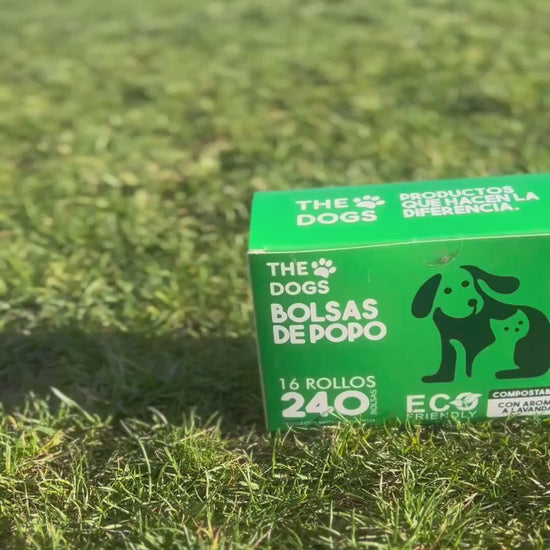 THE
DOGS
PRODUCTOS
QUE HACEN LA
DIFERENCIA.
THE
DOGS
BOLSAS
DE POPO
16 ROLLOS
240
BOLSAS
ECO
FRIENDLY
CON AROM
A LAVANDA